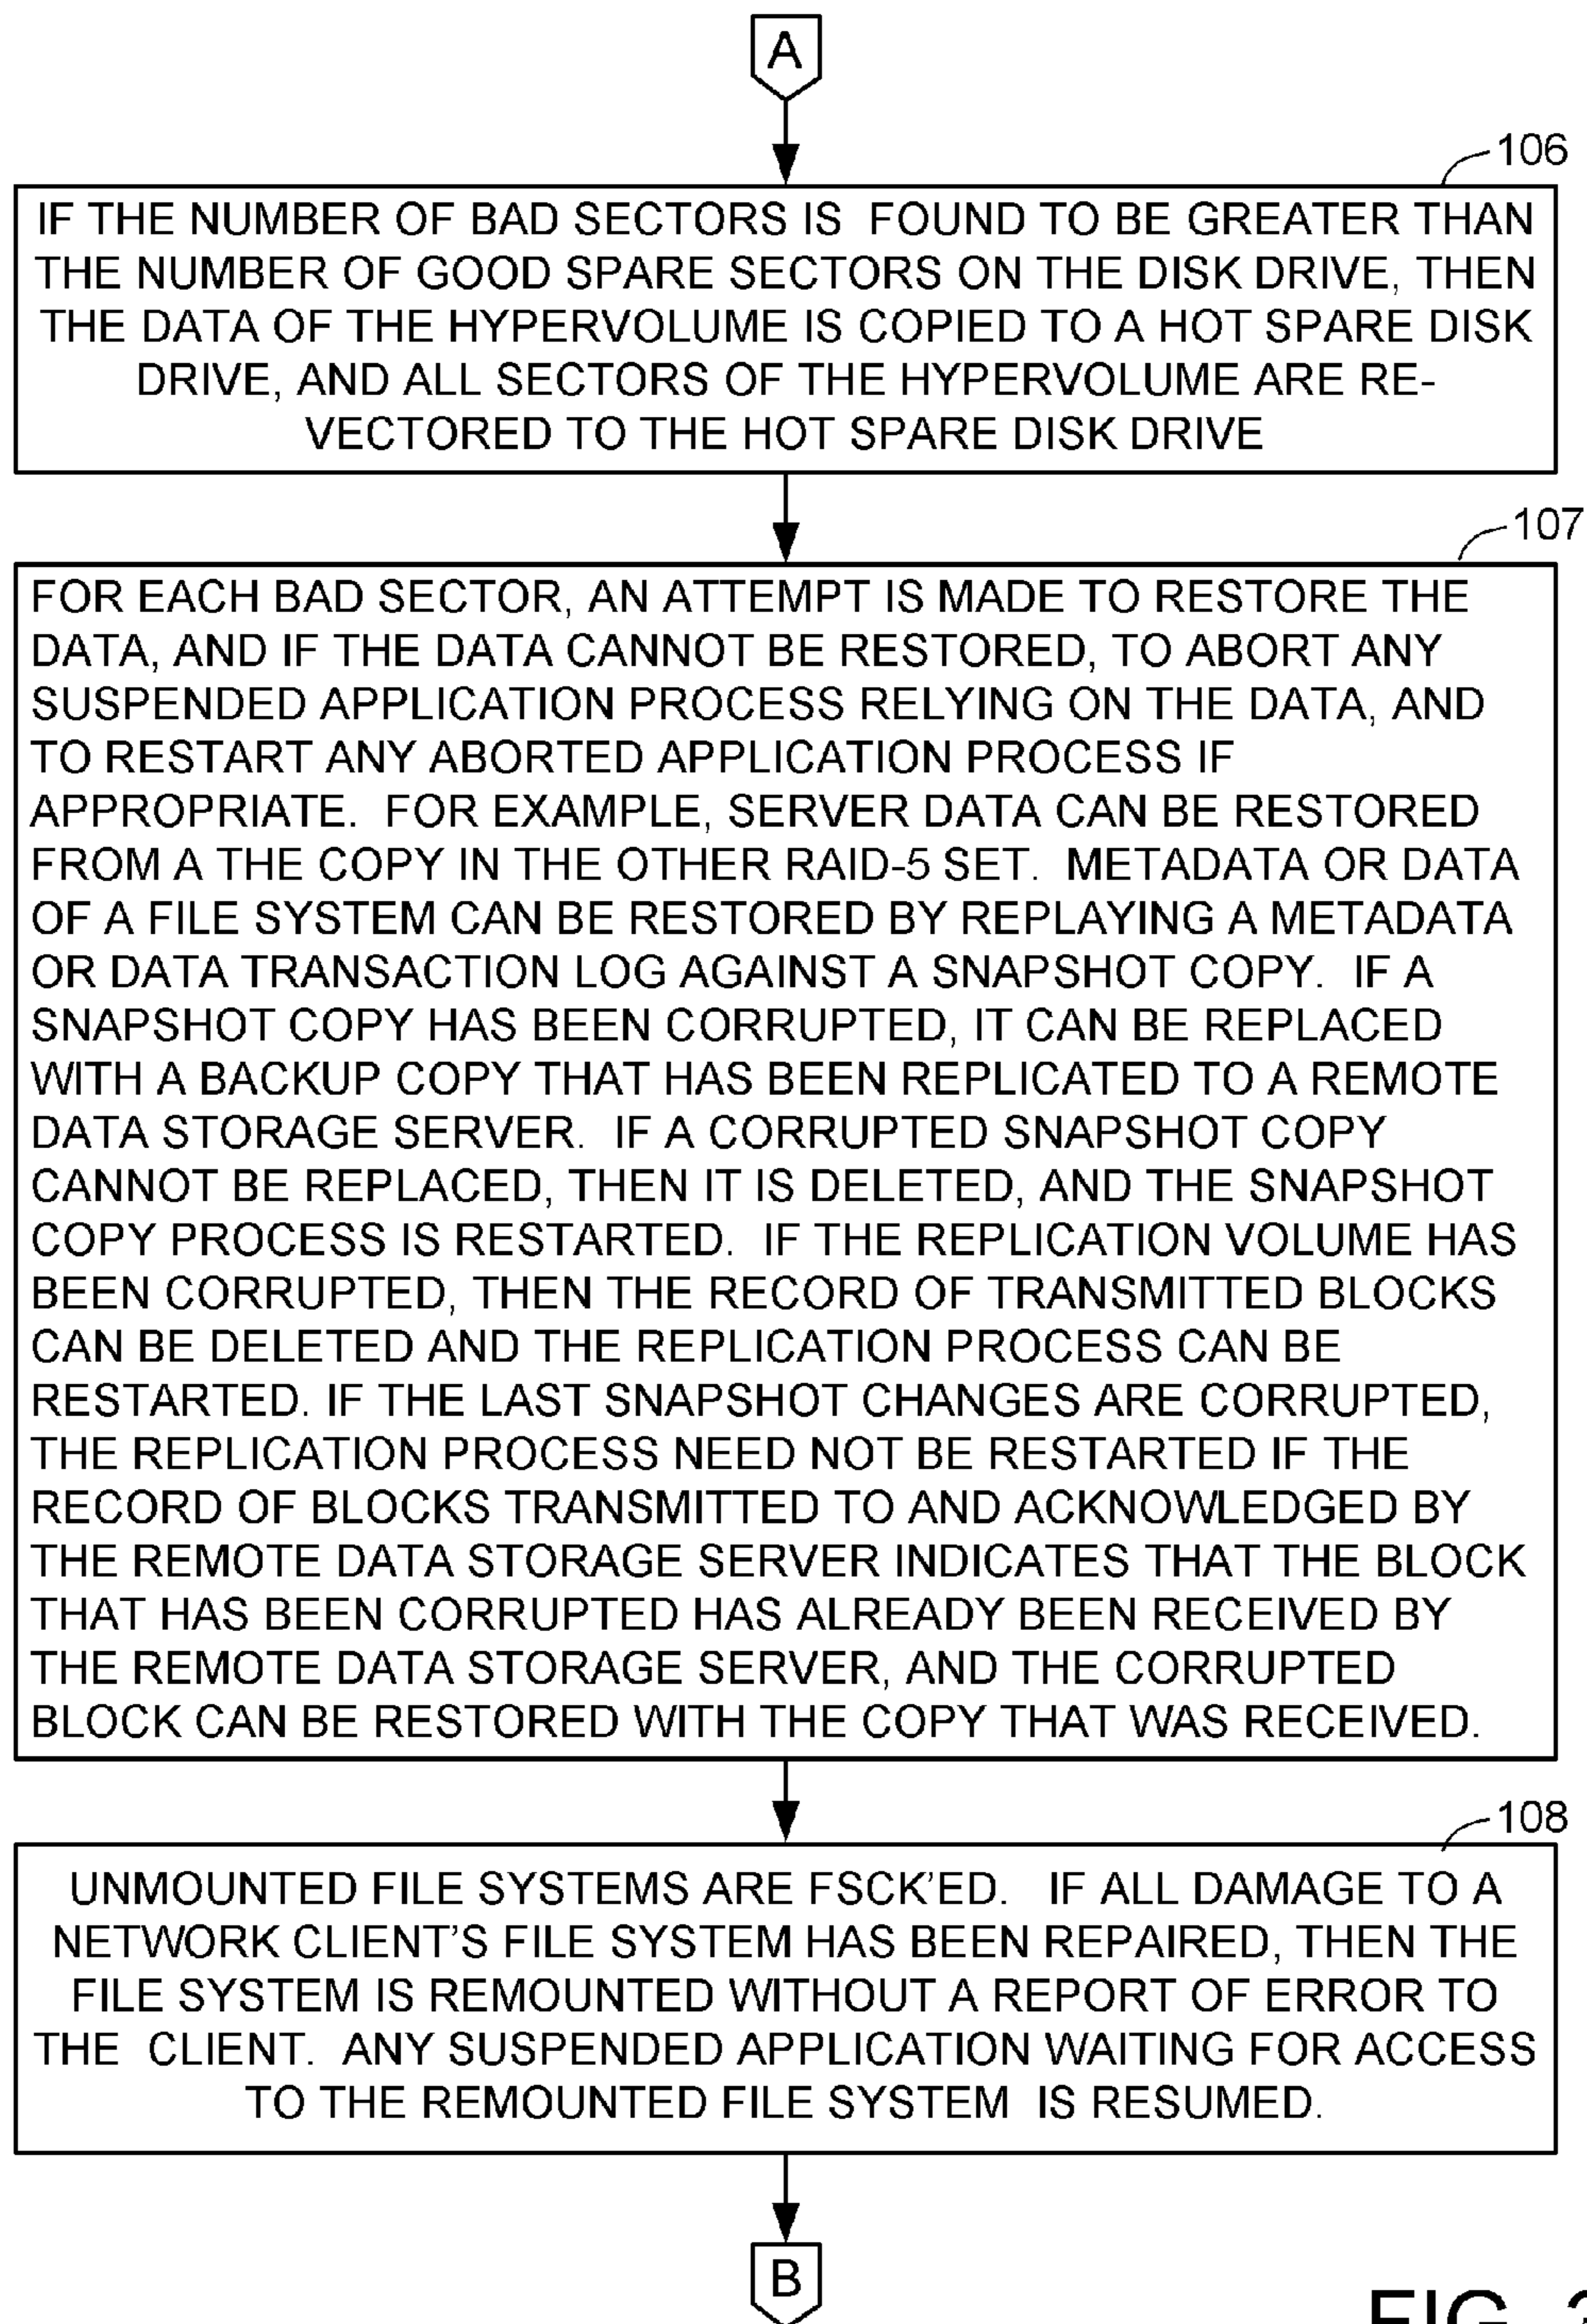 A
106
IF THE NUMBER OF BAD SECTORS IS FOUND TO BE GREATER THAN
THE NUMBER OF GOOD SPARE SECTORS ON THE DISK DRIVE, THEN
THE DATA OF THE HYPERVOLUME IS COPIED TO A HOT SPARE DISK
DRIVE, AND ALL SECTORS OF THE HYPERVOLUME ARE RE-
VECTORED TO THE HOT SPARE DISK DRIVE
107
FOR EACH BAD SECTOR, AN ATTEMPT IS MADE TO RESTORE THE
DATA, AND IF THE DATA CANNOT BE RESTORED, TO ABORT ANY
SUSPENDED APPLICATION PROCESS RELYING ON THE DATA, AND
TO RESTART ANY ABORTED APPLICATION PROCESS IF
APPROPRIATE. FOR EXAMPLE, SERVER DATA CAN BE RESTORED
FROM A THE COPY IN THE OTHER RAID-5 SET. METADATA OR DATA
OF A FILE SYSTEM CAN BE RESTORED BY REPLAYING A METADATA
OR DATA TRANSACTION LOG AGAINST A SNAPSHOT COPY. IF A
SNAPSHOT COPY HAS BEEN CORRUPTED, IT CAN BE REPLACED
WITH A BACKUP COPY THAT HAS BEEN REPLICATED TO A REMOTE
DATA STORAGE SERVER. IF A CORRUPTED SNAPSHOT COPY
CANNOT BE REPLACED, THEN IT IS DELETED, AND THE SNAPSHOT
COPY PROCESS IS RESTARTED. IF THE REPLICATION VOLUME HAS
BEEN CORRUPTED, THEN THE RECORD OF TRANSMITTED BLOCKS
CAN BE DELETED AND THE REPLICATION PROCESS CAN BE
RESTARTED. IF THE LAST SNAPSHOT CHANGES ARE CORRUPTED,
THE REPLICATION PROCESS NEED NOT BE RESTARTED IF THE
RECORD OF BLOCKS TRANSMITTED TO AND ACKNOWLEDGED BY
THE REMOTE DATA STORAGE SERVER INDICATES THAT THE BLOCK
THAT HAS BEEN CORRUPTED HAS ALREADY BEEN RECEIVED BY
THE REMOTE DATA STORAGE SERVER, AND THE CORRUPTED
BLOCK CAN BE RESTORED WITH THE COPY THAT WAS RECEIVED.
108
UNMOUNTED FILE SYSTEMS ARE FSCK'ED. IF ALL DAMAGE TO A
NETWORK CLIENT'S FILE SYSTEM HAS BEEN REPAIRED, THEN THE
FILE SYSTEM IS REMOUNTED WITHOUT A REPORT OF ERROR TO
THE CLIENT. ANY SUSPENDED APPLICATION WAITING FOR ACCESS
TO THE REMOUNTED FILE SYSTEM IS RESUMED.
B
FIG.